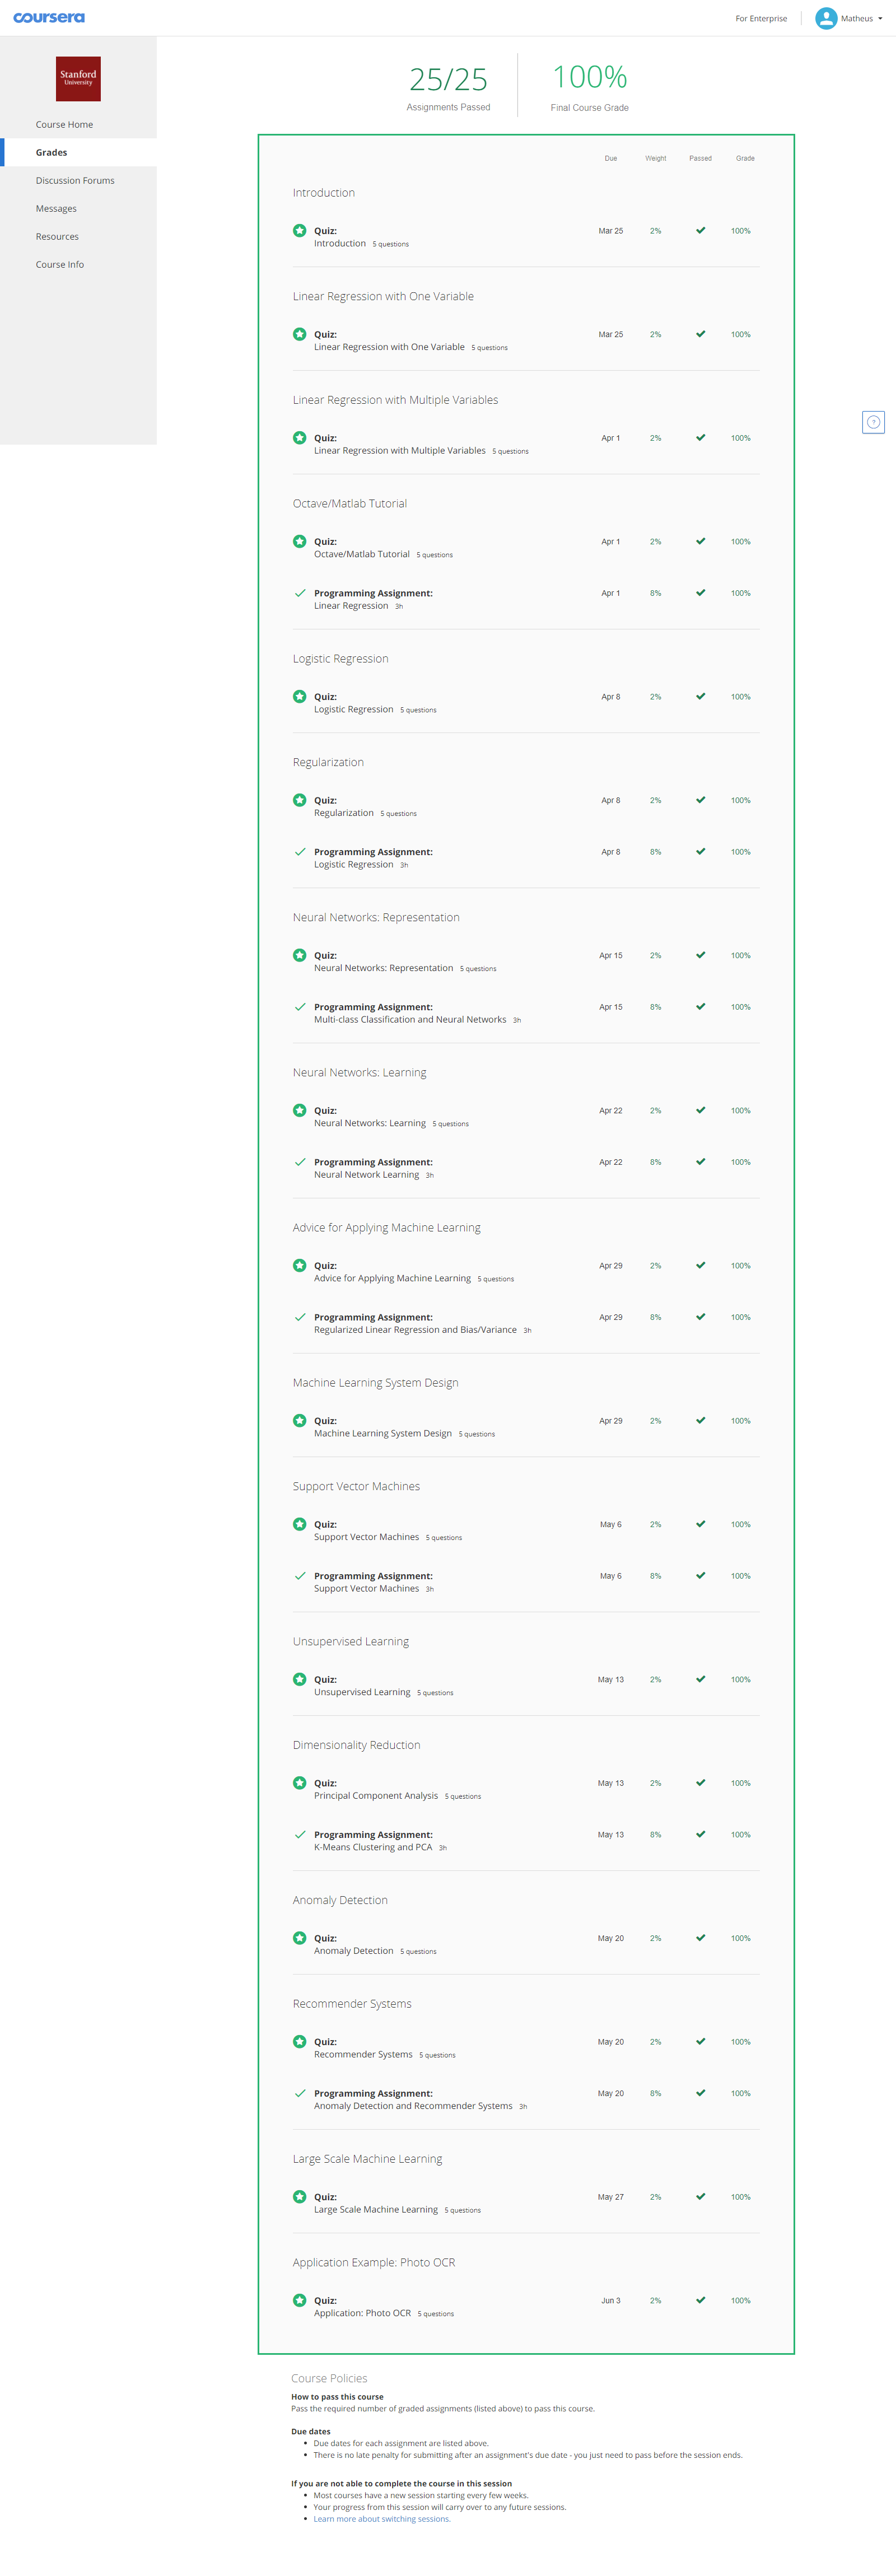 coursera
For Enterprise
Matheus
Stanford
University
Course Home
Grades
Discussion Forums
Messages
Resources
Course Info
25/25
Assignments Passed
100%
Final Course Grade
Due Weight Passed Grade
Introduction
Quiz: Mar 25 2% 100%
Introduction 5 questions
Linear Regression with One Variable
Quiz: Mar 25 2% 100%
Linear Regression with One Variable 5 questions
Linear Regression with Multiple Variables
Quiz: Apr 1 2% 100%
Linear Regression with Multiple Variables 5 questions
Octave/Matlab Tutorial
Quiz: Apr 1 2% 100%
Octave/Matlab Tutorial 5 questions
Programming Assignment: Apr 1 8% 100%
Linear Regression 3h
Logistic Regression
Quiz: Apr 8 2% 100%
Logistic Regression 5 questions
Regularization
Quiz: Apr 8 2% 100%
Regularization 5 questions
Programming Assignment: Apr 8 8% 100%
Logistic Regression 3h
Neural Networks: Representation
Quiz: Apr 15 2% 100%
Neural Networks: Representation 5 questions
Programming Assignment: Apr 15 8% 100%
Multi-class Classification and Neural Networks 3h
Neural Networks: Learning
Quiz: Apr 22 2% 100%
Neural Networks: Learning 5 questions
Programming Assignment: Apr 22 8% 100%
Neural Network Learning 3h
Advice for Applying Machine Learning
Quiz: Apr 29 2% 100%
Advice for Applying Machine Learning 5 questions
Programming Assignment: Apr 29 8% 100%
Regularized Linear Regression and Bias/Variance 3h
Machine Learning System Design
Quiz: Apr 29 2% 100%
Machine Learning System Design 5 questions
Support Vector Machines
Quiz: May 6 2% 100%
Support Vector Machines 5 questions
Programming Assignment: May 6 8% 100%
Support Vector Machines 3h
Unsupervised Learning
Quiz: May 13 2% 100%
Unsupervised Learning 5 questions
Dimensionality Reduction
Quiz: May 13 2% 100%
Principal Component Analysis 5 questions
Programming Assignment: May 13 8% 100%
K-Means Clustering and PCA 3h
Anomaly Detection
Quiz: May 20 2% 100%
Anomaly Detection 5 questions
Recommender Systems
Quiz: May 20 2% 100%
Recommender Systems 5 questions
Programming Assignment: May 20 8% 100%
Anomaly Detection and Recommender Systems 3h
Large Scale Machine Learning
Quiz: May 27 2% 100%
Large Scale Machine Learning 5 questions
Application Example: Photo OCR
Quiz: Jun 3 2% 100%
Application: Photo OCR 5 questions
Course Policies
How to pass this course
Pass the required number of graded assignments (listed above) to pass this course.
Due dates
• Due dates for each assignment are listed above.
• There is no late penalty for submitting after an assignment's due date - you just need to pass before the session ends.
If you are not able to complete the course in this session
• Most courses have a new session starting every few weeks.
• Your progress from this session will carry over to any future sessions.
• Learn more about switching sessions.
?